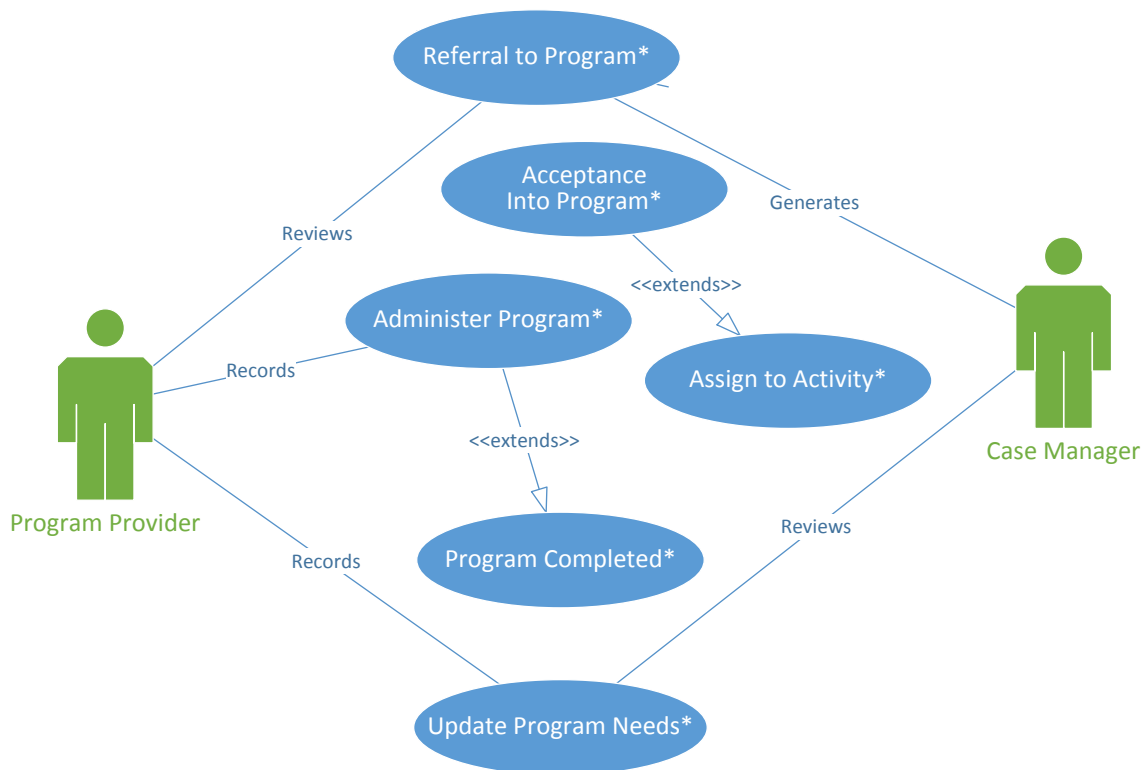 Referral to Program*
Acceptance
Into Program*
Generates
Reviews
<<extends>>
Administer Program*
Records
Assign to Activity*
<<extends>>
Case Manager
Program Provider
Reviews
Program Completed*
Records
Update Program Needs*